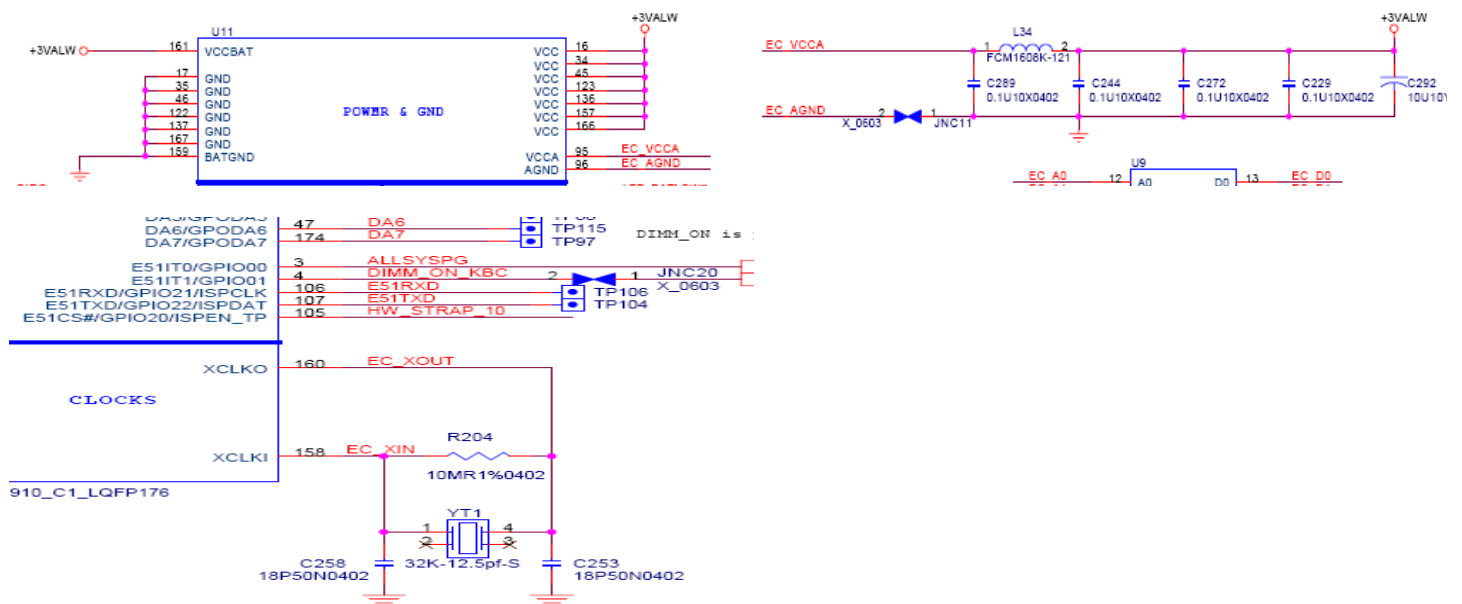 U11
+3VALW
+3VALW 161 VCCBAT
VCC 16
VCC 34
VCC 45
VCC 123
VCC 136
VCC 157
VCC 166
17 GND
35 GND
46 GND
122 GND
137 GND
167 GND
159 BATGND
POWER & GND
VCCA 95 EC_VCCA
AGND 96 EC_AGND
+3VALW
EC_VCCA 1 L34 2
FCM1608K-121
C289
0.1U10X0402
C244
0.1U10X0402
C272
0.1U10X0402
C229
0.1U10X0402
C292
EC_AGND 2 1
X_0603 JNC11
U9
EC_A0 12 A0 D0 13 EC_D0
DA6/GPODA6 47 DA6 TP115
DA7/GPODA7 174 DA7 TP97
DIMM_ON is
E51IT0/GPIO00 3 ALLSYSPG
E51IT1/GPIO01 4 DIMM_ON_KBC 2 1 JNC20
X_0603
E51RXD/GPIO21/ISPCLK 106 E51RXD TP106
E51TXD/GPIO22/ISPDAT 107 E51TXD TP104
E51CS#/GPIO20/ISPEN_TP 105 HW_STRAP_10
XCLKO 160 EC_XOUT
CLOCKS
XCLKI 158 EC_XIN
R204
10MR1%0402
910_C1_LQFP176
YT1
1 4
2 3
32K-12.5pf-S
C258
18P50N0402
C253
18P50N0402